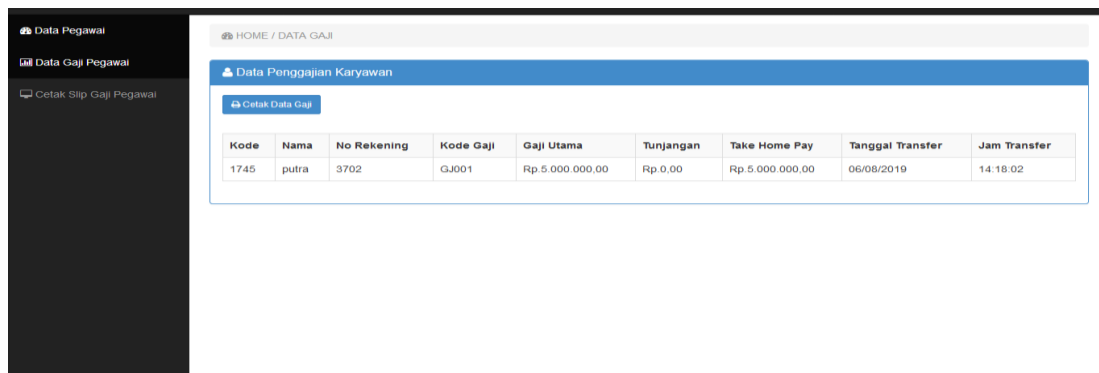 Data Pegawai
Data Gaji Pegawai
Cetak Slip Gaji Pegawai
HOME / DATA GAJI
Data Penggajian Karyawan
Cetak Data Gaji
Kode Nama No Rekening Kode Gaji Gaji Utama Tunjangan Take Home Pay Tanggal Transfer Jam Transfer
1745 putra 3702 GJ001 Rp.5.000.000,00 Rp.0,00 Rp.5.000.000,00 06/08/2019 14:18:02